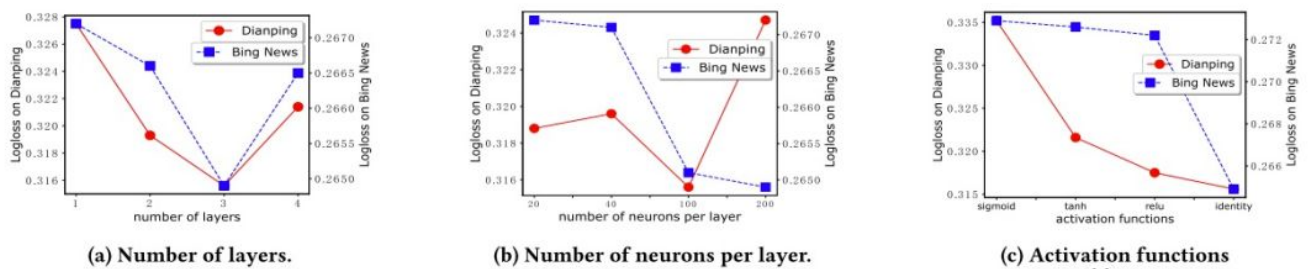 Logloss on Dianping
0.328
0.326
0.324
0.322
0.320
0.318
0.316
Dianping
Bing News
0.2670
0.2665
0.2660
0.2655
0.2650
Logloss on Bing News
1 2 3 4
number of layers
(a) Number of layers.
Logloss on Dianping
0.324
0.322
0.320
0.318
0.316
Dianping
Bing News
0.2670
0.2665
0.2660
0.2655
0.2650
Logloss on Bing News
20 40 100 200
number of neurons per layer
(b) Number of neurons per layer.
Logloss on Dianping
0.335
0.330
0.325
0.320
0.315
Dianping
Bing News
0.272
0.270
0.268
0.266
Logloss on Bing News
sigmoid tanh relu identity
activation functions
(c) Activation functions